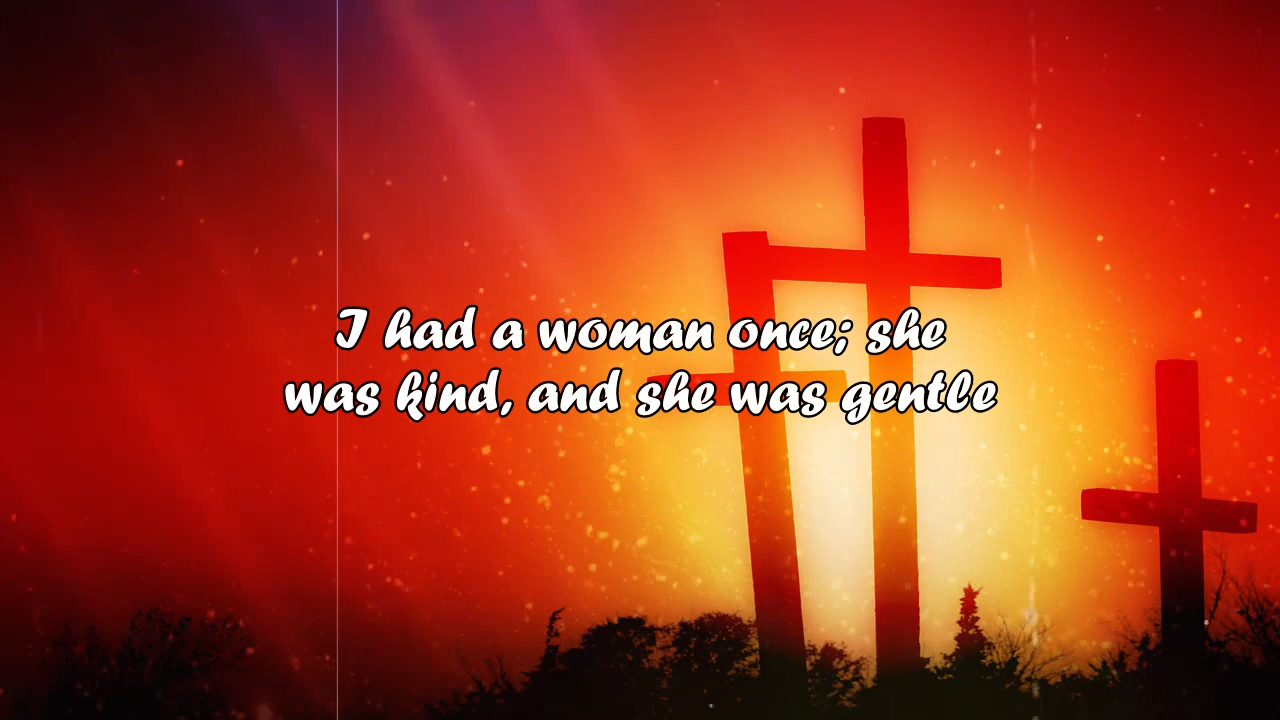 I had a woman once; she
was kind, and she was gentle